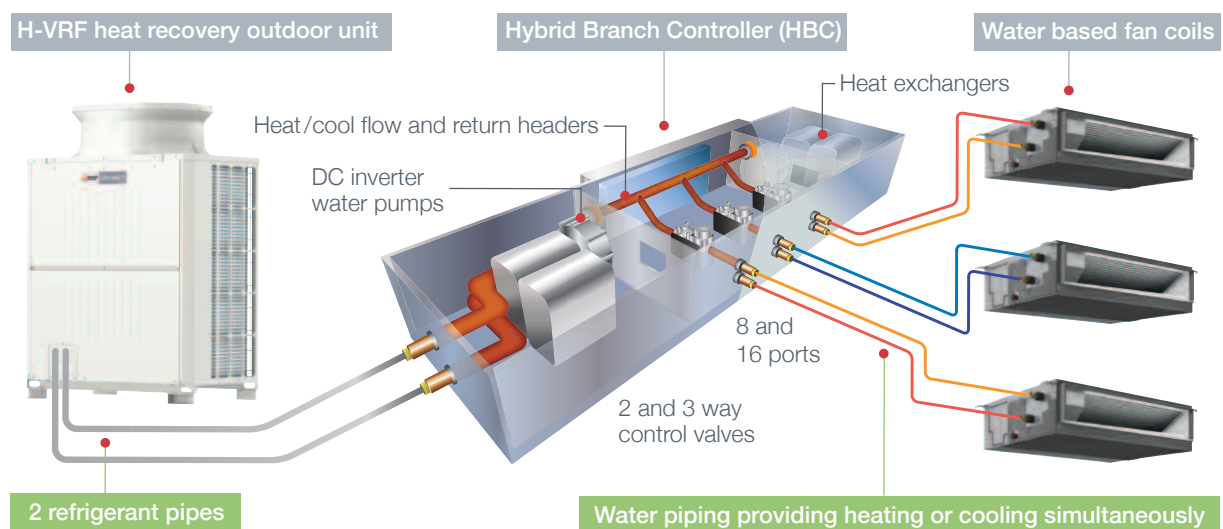 H-VRF heat recovery outdoor unit
Hybrid Branch Controller (HBC)
Water based fan coils
Heat exchangers
Heat/cool flow and return headers
DC inverter
water pumps
8 and
16 ports
2 and 3 way
control valves
2 refrigerant pipes
Water piping providing heating or cooling simultaneously